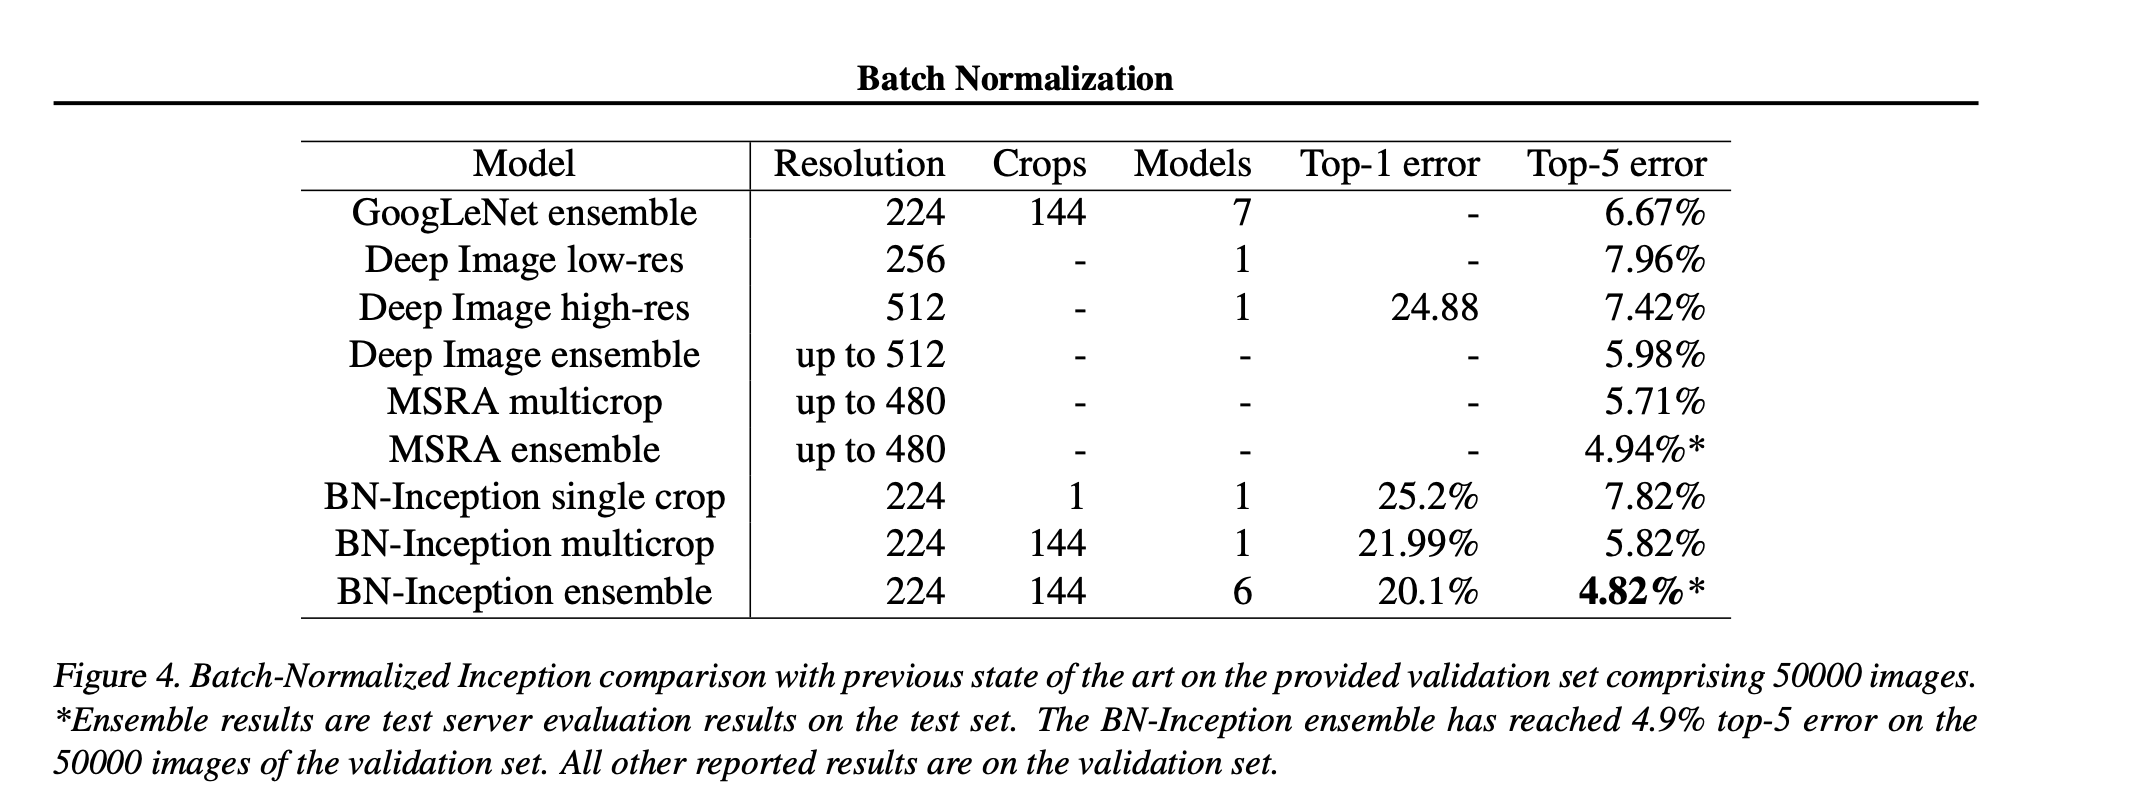 Batch Normalization
Model Resolution Crops Models Top-1 error Top-5 error
GoogLeNet ensemble 224 144 7 - 6.67%
Deep Image low-res 256 - 1 - 7.96%
Deep Image high-res 512 - 1 24.88 7.42%
Deep Image ensemble up to 512 - - - 5.98%
MSRA multicrop up to 480 - - - 5.71%
MSRA ensemble up to 480 - - - 4.94%*
BN-Inception single crop 224 1 1 25.2% 7.82%
BN-Inception multicrop 224 144 1 21.99% 5.82%
BN-Inception ensemble 224 144 6 20.1% 4.82%*
Figure 4. Batch-Normalized Inception comparison with previous state of the art on the provided validation set comprising 50000 images.
*Ensemble results are test server evaluation results on the test set. The BN-Inception ensemble has reached 4.9% top-5 error on the
50000 images of the validation set. All other reported results are on the validation set.